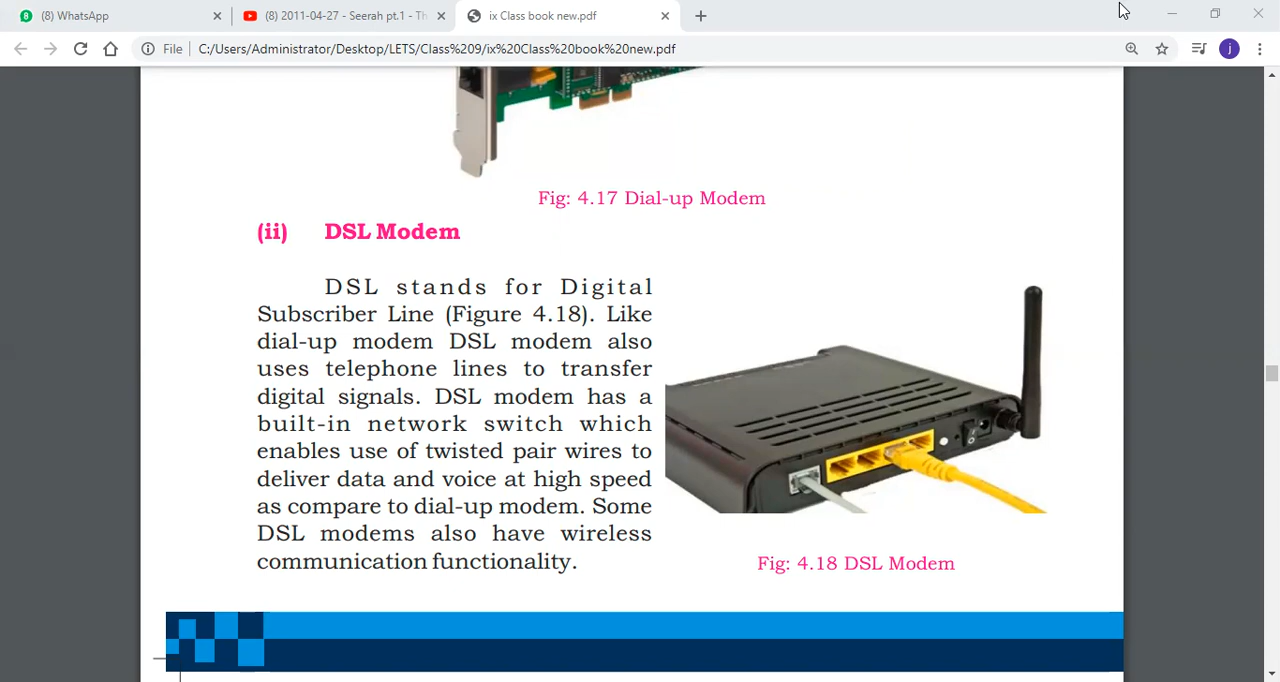 (8) WhatsApp
(8) 2011-04-27 - Seerah pt.1 - Th
ix Class book new.pdf
File
C:/Users/Administrator/Desktop/LETS/Class%209/ix%20Class%20book%20new.pdf
j
Fig: 4.17 Dial-up Modem
(ii) DSL Modem
DSL stands for Digital
Subscriber Line (Figure 4.18). Like
dial-up modem DSL modem also
uses telephone lines to transfer
digital signals. DSL modem has a
built-in network switch which
enables use of twisted pair wires to
deliver data and voice at high speed
as compare to dial-up modem. Some
DSL modems also have wireless
communication functionality.
Fig: 4.18 DSL Modem